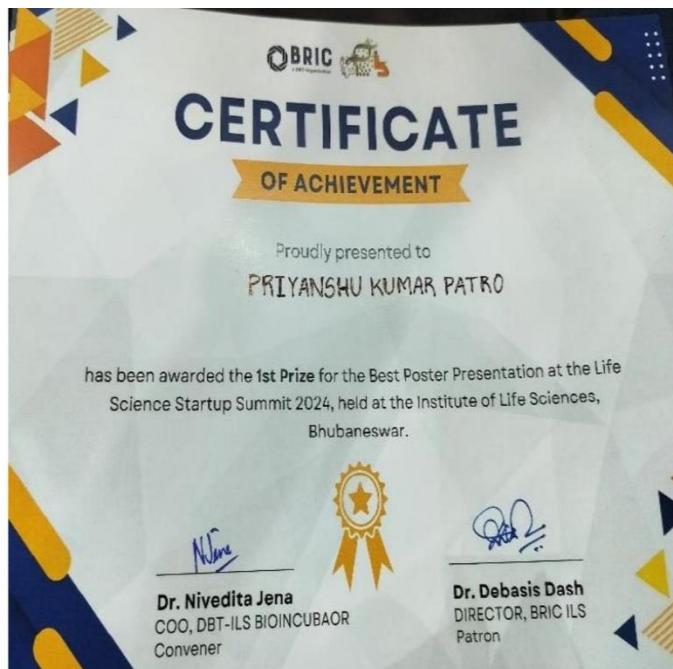 BRIC
CERTIFICATE
OF ACHIEVEMENT
Proudly presented to
PRIYANSHU KUMAR PATRO
has been awarded the 1st Prize for the Best Poster Presentation at the Life
Science Startup Summit 2024, held at the Institute of Life Sciences,
Bhubaneswar.
NJena
Dr. Nivedita Jena
COO, DBT-ILS BIOINCUBAOR
Convener
Dr. Debasis Dash
DIRECTOR, BRIC ILS
Patron